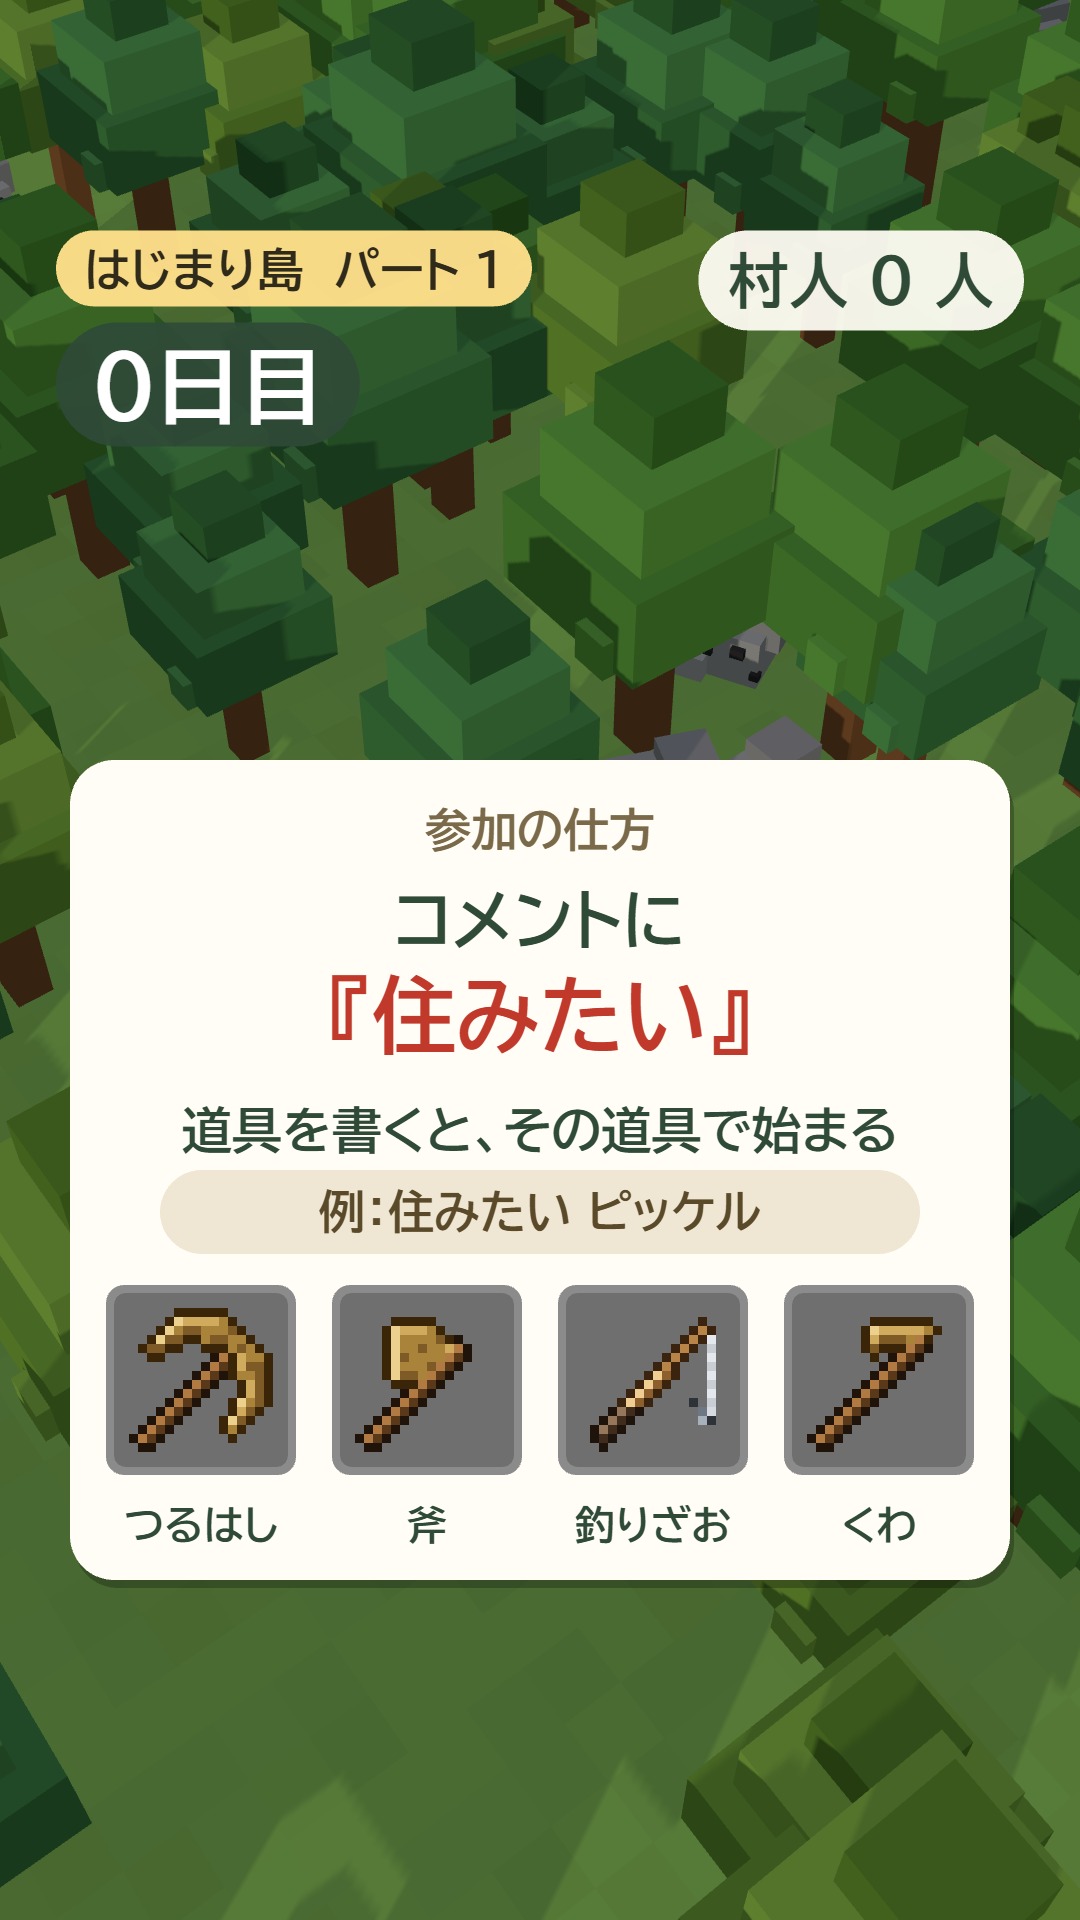 はじまり島 パート 1
村人 0 人
0日目
参加の仕方
コメントに
『住みたい』
道具を書くと、その道具で始まる
例：住みたい ピッケル
つるはし
斧
釣りざお
くわ